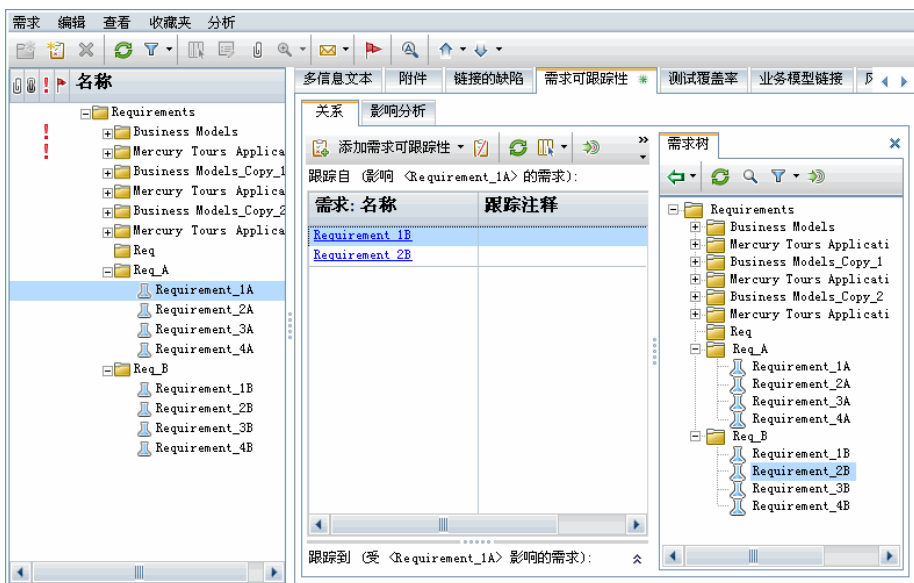 需求 编辑 查看 收藏夹 分析
名称
Requirements
Business Models
Mercury Tours Applica
Business Models_Copy_1
Mercury Tours Applica
Business Models_Copy_2
Mercury Tours Applica
Req
Req_A
Requirement_1A
Requirement_2A
Requirement_3A
Requirement_4A
Req_B
Requirement_1B
Requirement_2B
Requirement_3B
Requirement_4B
多信息文本 附件 链接的缺陷 需求可跟踪性 * 测试覆盖率 业务模型链接
关系 影响分析
添加需求可跟踪性
跟踪自 (影响 <Requirement_1A> 的需求):
需求: 名称 跟踪注释
Requirement_1B
Requirement_2B
跟踪到 (受 <Requirement_1A> 影响的需求):
需求树
Requirements
Business Models
Mercury Tours Applicati
Business Models_Copy_1
Mercury Tours Applicati
Business Models_Copy_2
Mercury Tours Applicati
Req
Req_A
Requirement_1A
Requirement_2A
Requirement_3A
Requirement_4A
Req_B
Requirement_1B
Requirement_2B
Requirement_3B
Requirement_4B